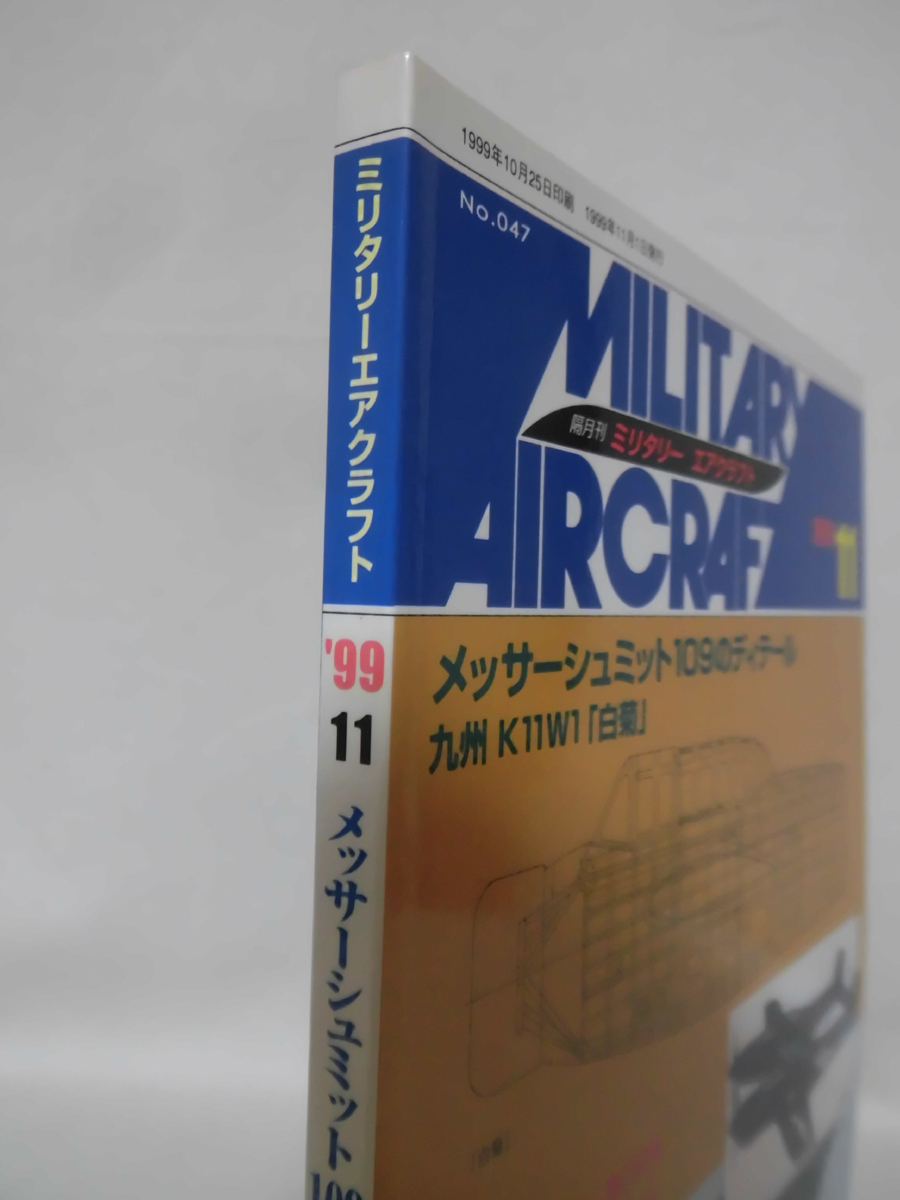 ミリタリーエアクラフト
'99
11
メッサーシュミット109
1999年10月25日印刷 1999年11月1日発行
No.047
MILITARY
隔月刊 ミリタリー エアクラフト
AIRCRAF
11
メッサーシュミット109のディテール
九州 K11W1「白菊」